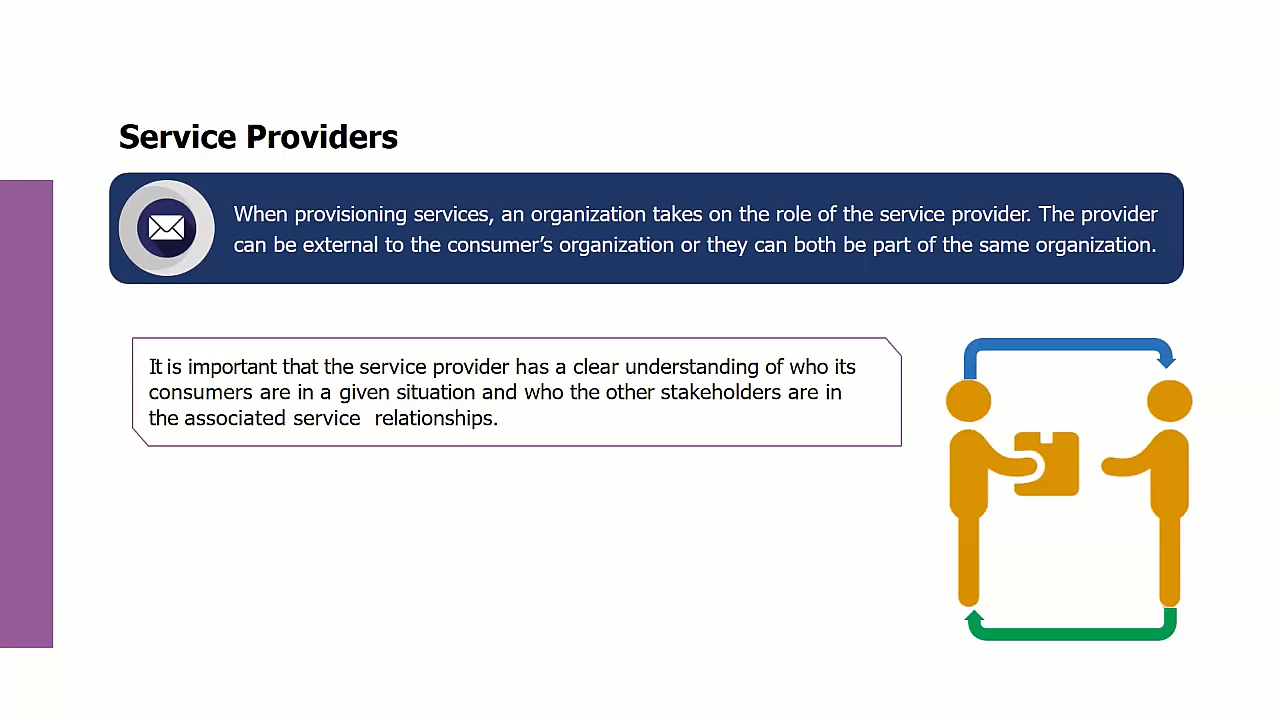 Service Providers
When provisioning services, an organization takes on the role of the service provider. The provider
can be external to the consumer’s organization or they can both be part of the same organization.
It is important that the service provider has a clear understanding of who its
consumers are in a given situation and who the other stakeholders are in
the associated service relationships.